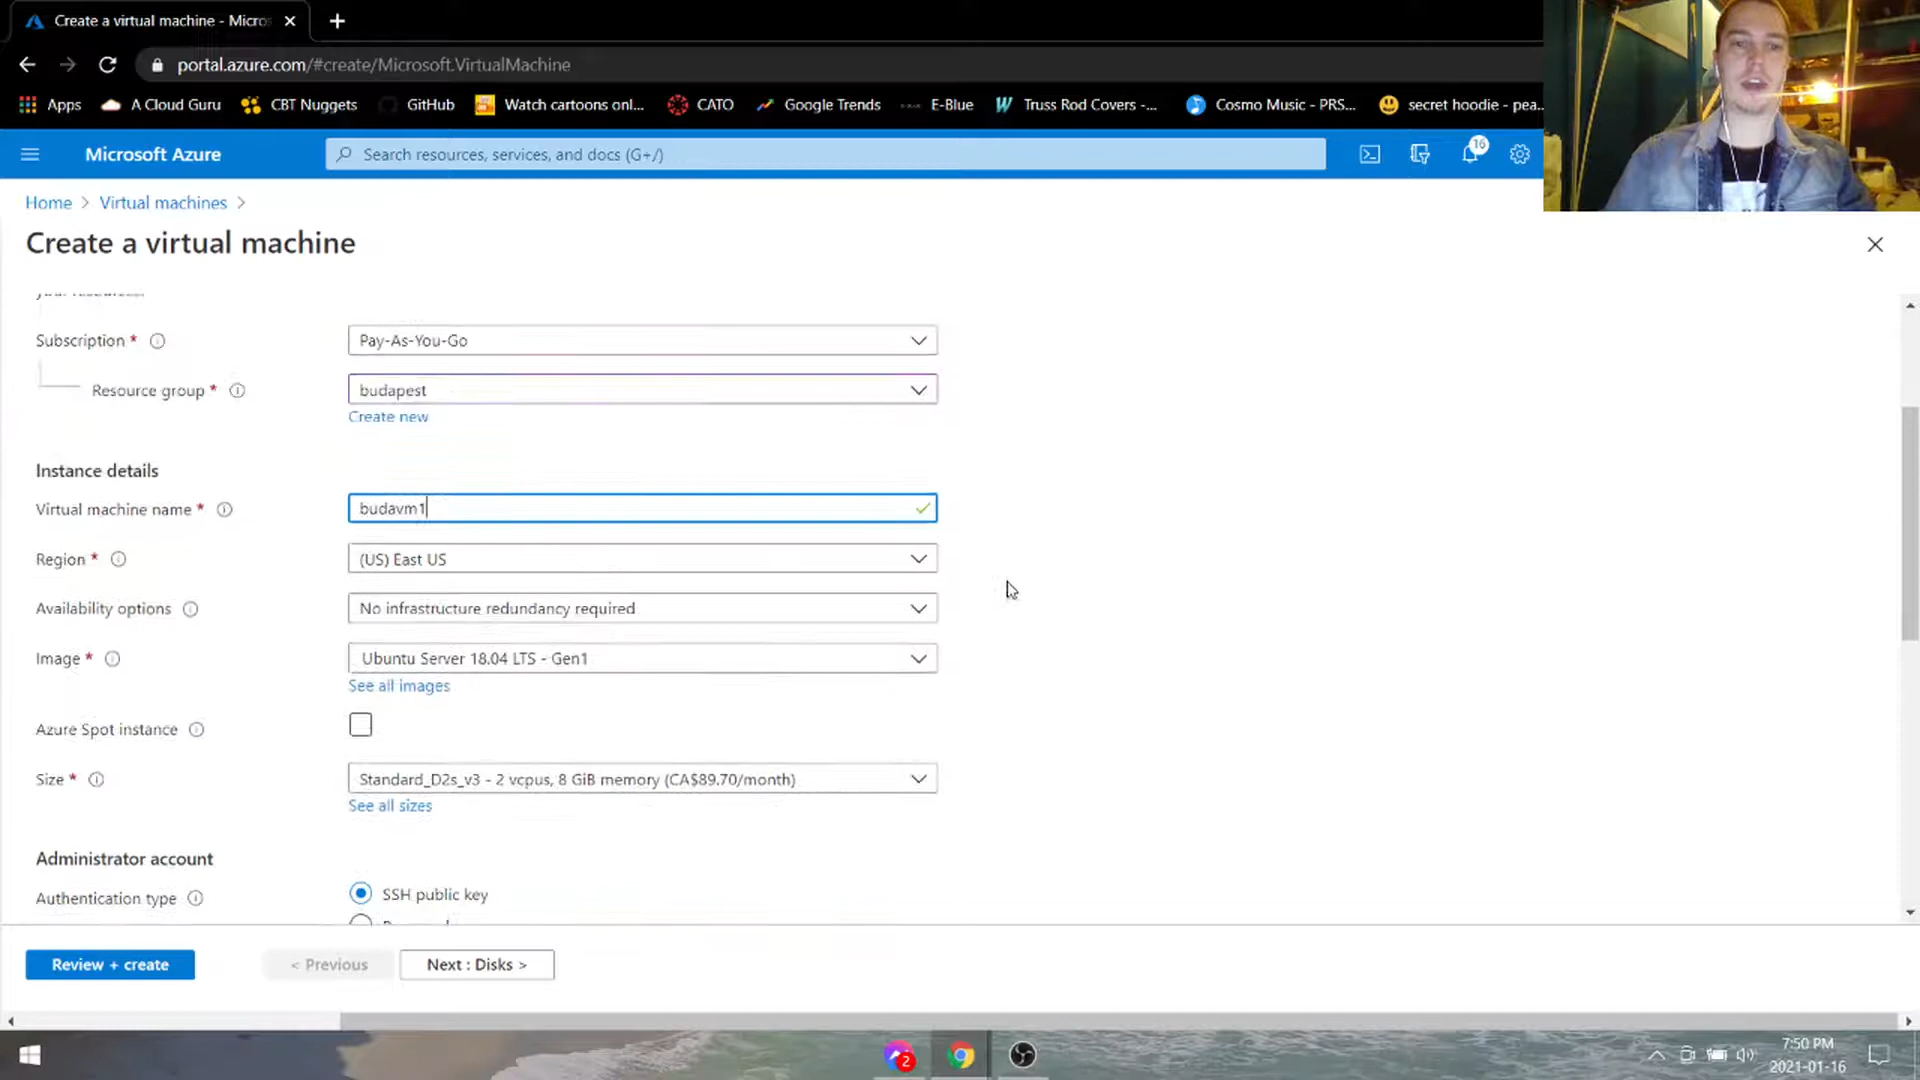 Create a virtual machine - Micros
portal.azure.com/#create/Microsoft.VirtualMachine
Apps A Cloud Guru CBT Nuggets GitHub Watch cartoons onl... CATO Google Trends E-Blue Truss Rod Covers -... Cosmo Music - PRS... secret hoodie - pea...
Microsoft Azure
Search resources, services, and docs (G+/)
16
Home > Virtual machines >
Create a virtual machine
your resources.
Subscription * Pay-As-You-Go
Resource group * budapest
Create new
Instance details
Virtual machine name * budavm1
Region * (US) East US
Availability options No infrastructure redundancy required
Image * Ubuntu Server 18.04 LTS - Gen1
See all images
Azure Spot instance
Size * Standard_D2s_v3 - 2 vcpus, 8 GiB memory (CA$89.70/month)
See all sizes
Administrator account
Authentication type SSH public key
Review + create < Previous Next : Disks >
2
7:50 PM
2021-01-16